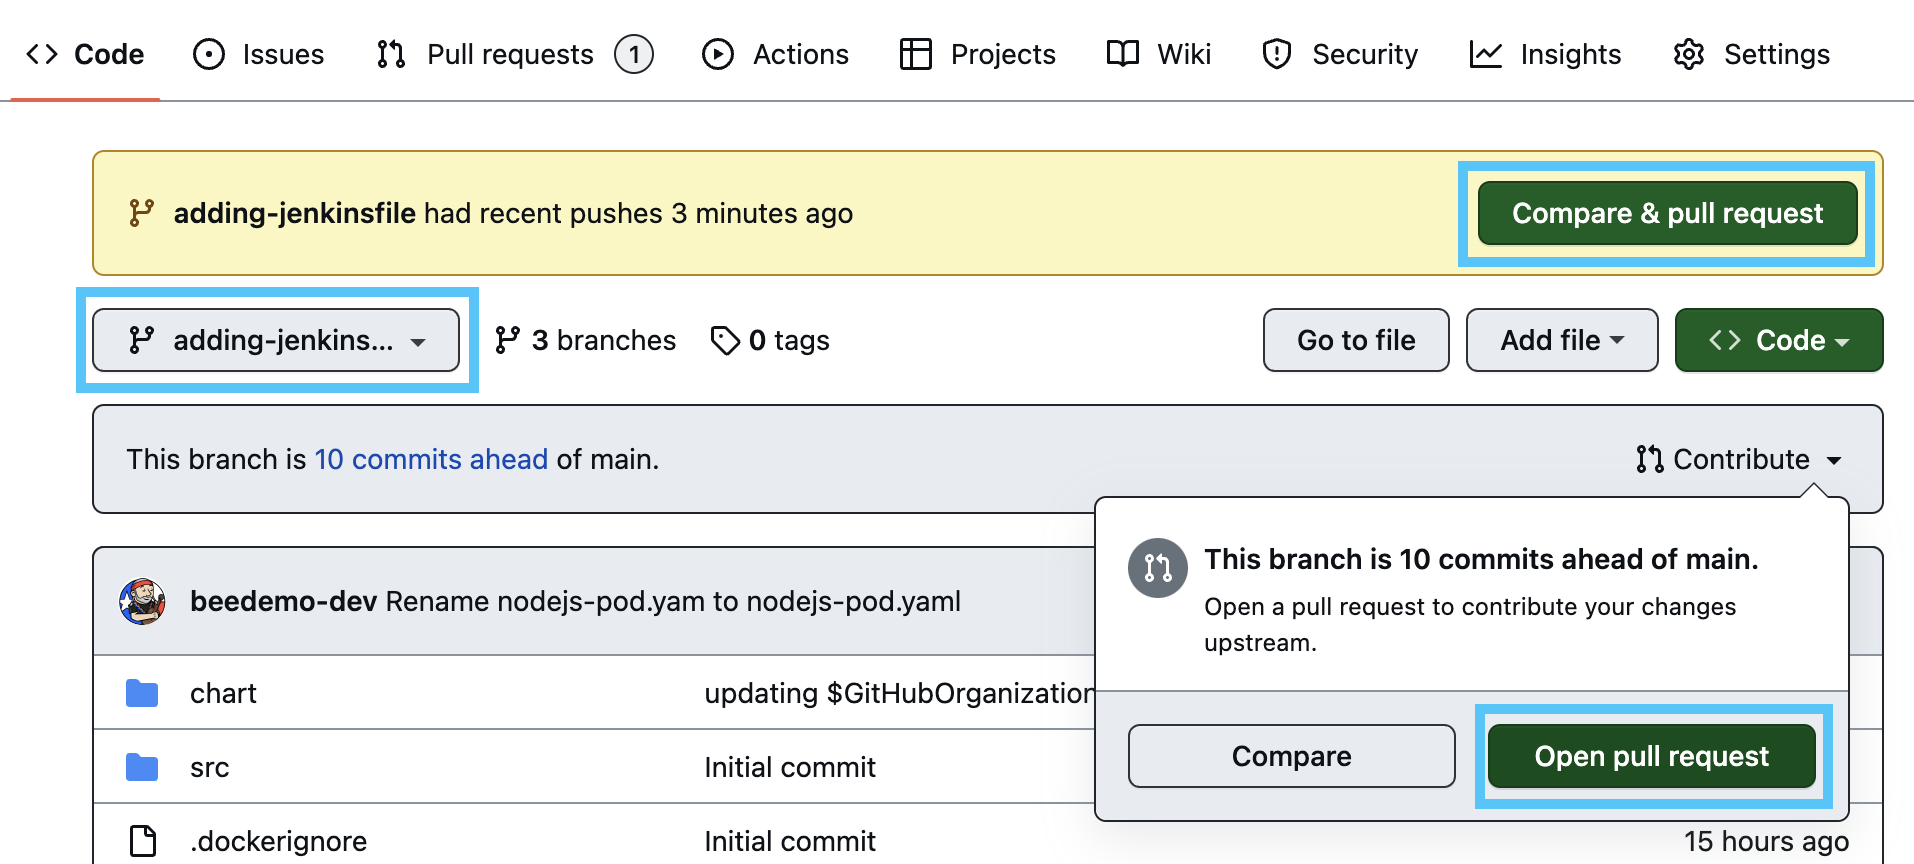 Code Issues Pull requests 1 Actions Projects Wiki Security Insights Settings
adding-jenkinsfile had recent pushes 3 minutes ago Compare & pull request
adding-jenkins... 3 branches 0 tags Go to file Add file Code
This branch is 10 commits ahead of main. Contribute
This branch is 10 commits ahead of main.
Open a pull request to contribute your changes
upstream.
Compare Open pull request
beedemo-dev Rename nodejs-pod.yam to nodejs-pod.yaml
chart updating $GitHubOrganization
src Initial commit
.dockerignore Initial commit 15 hours ago